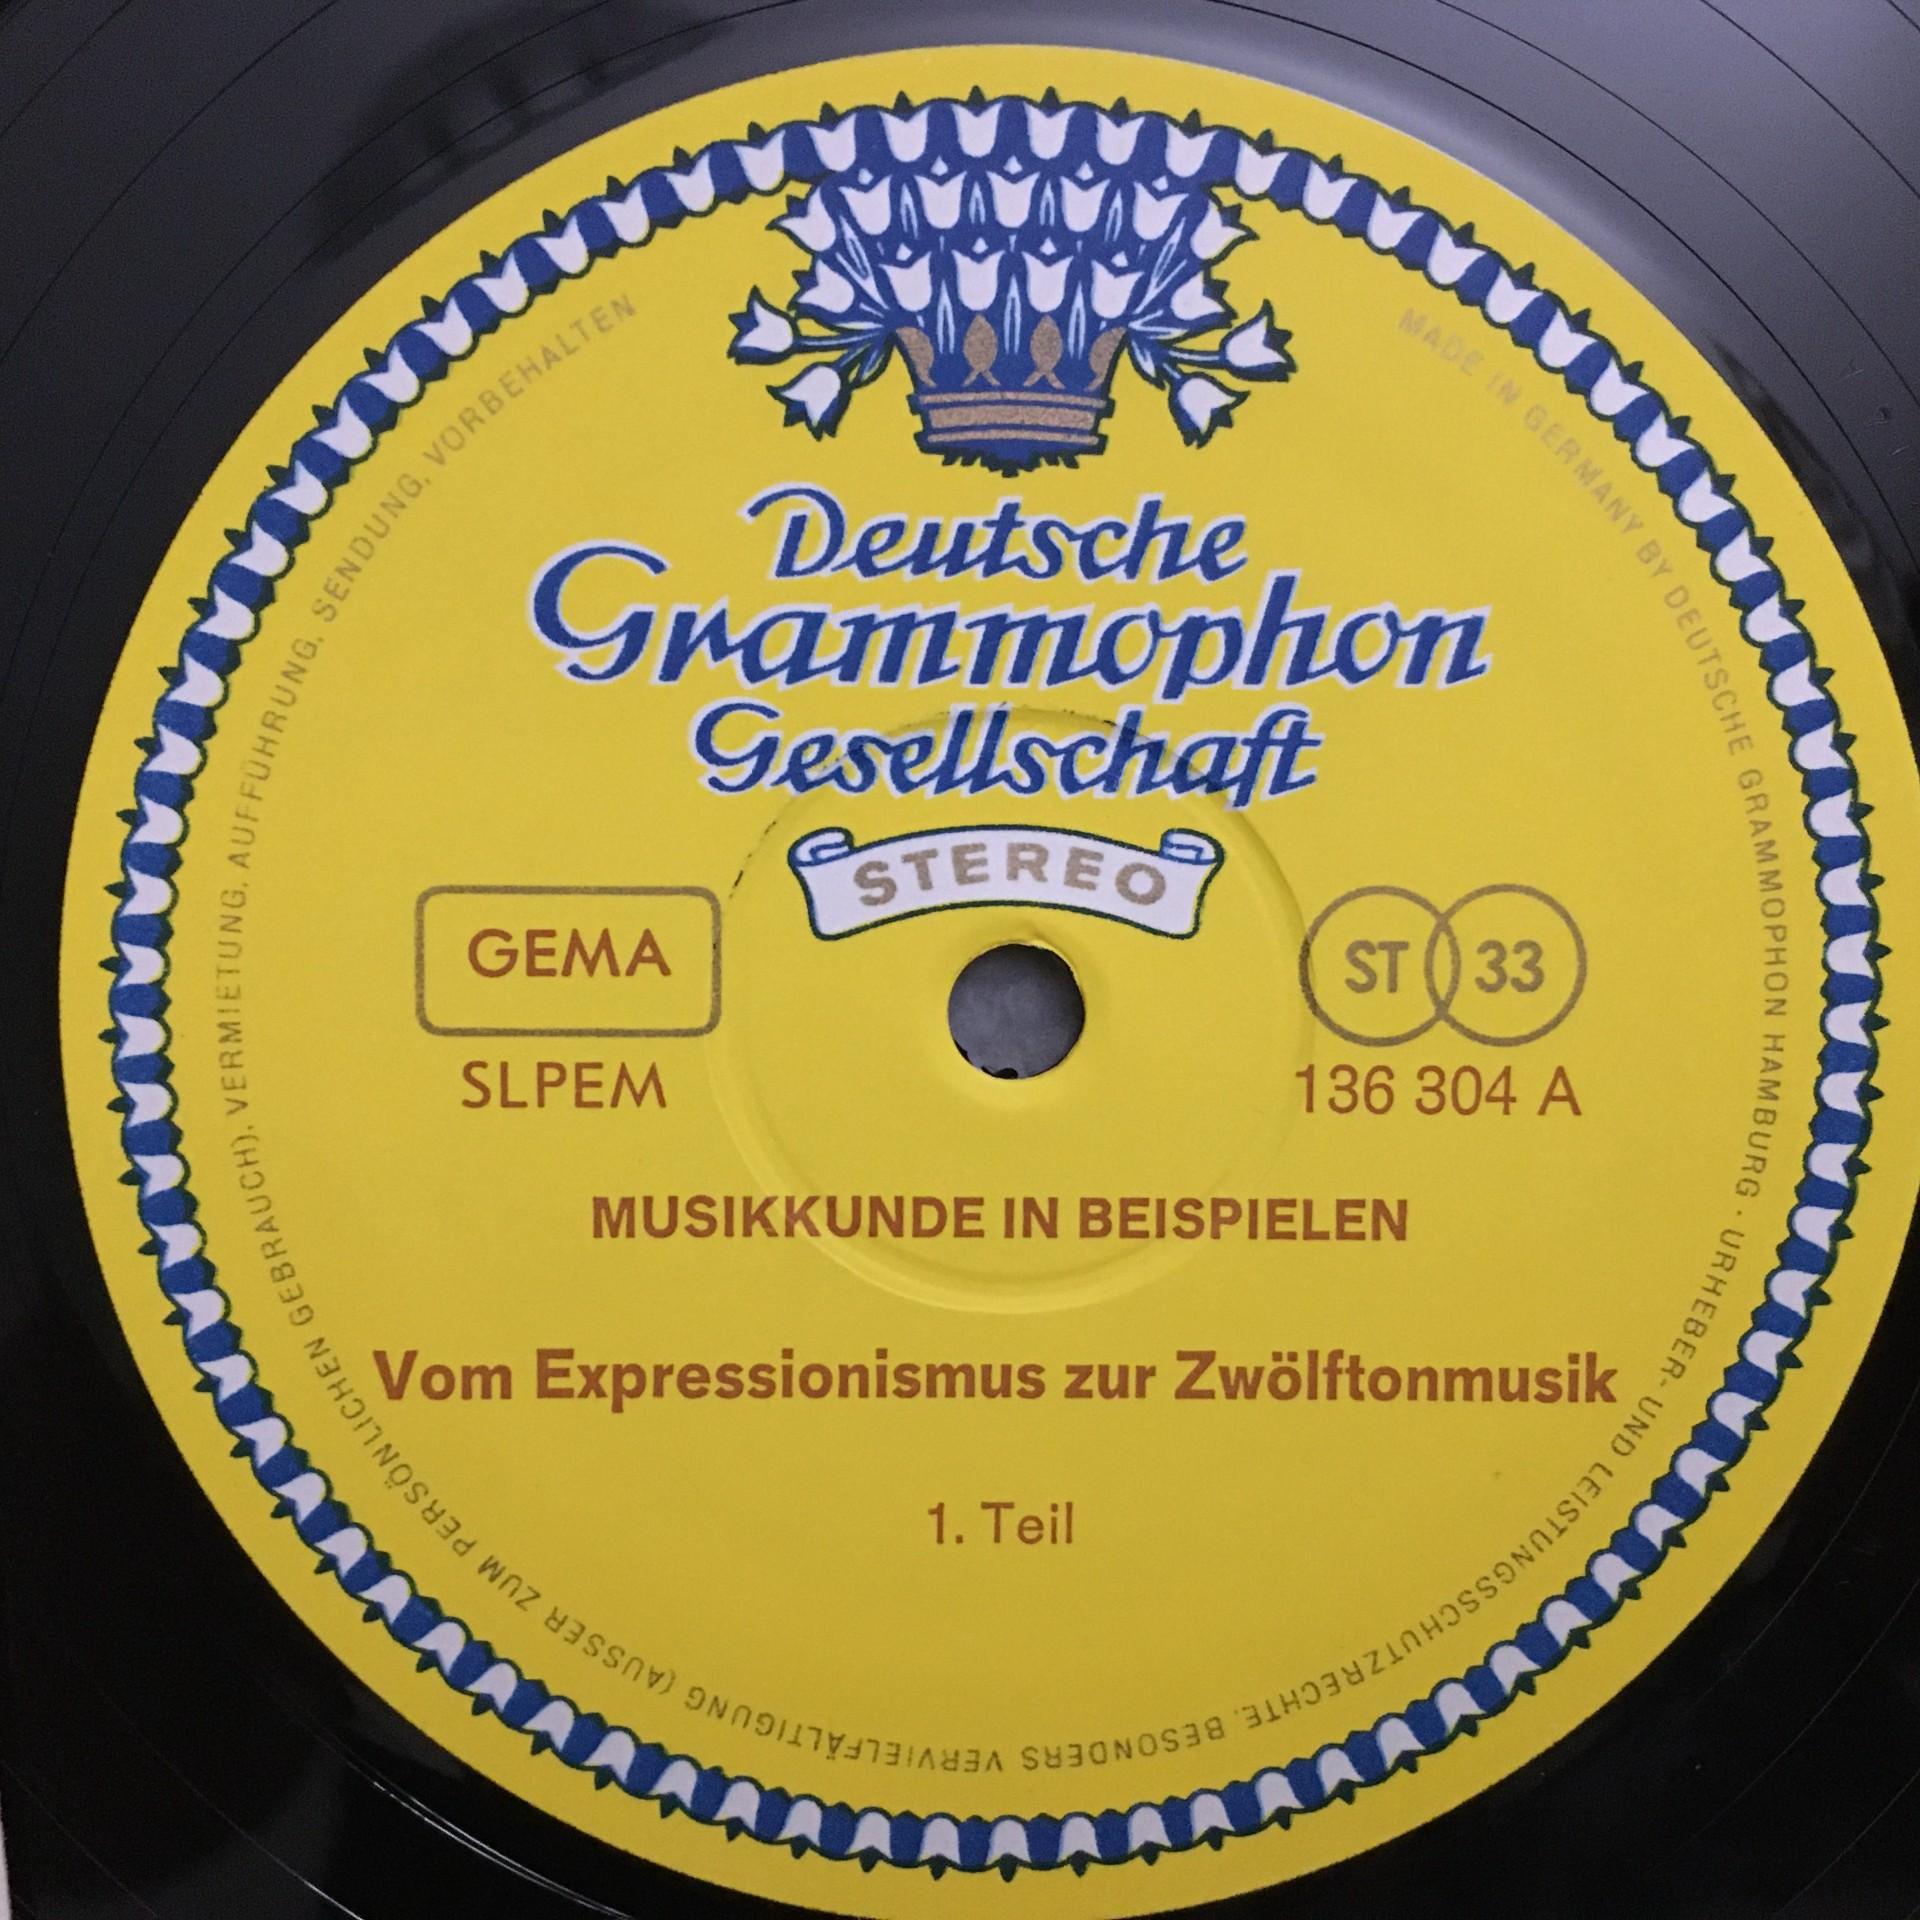 Deutsche
Grammophon
Gesellschaft
STEREO
GEMA
ST 33
SLPEM
136 304 A
MUSIKKUNDE IN BEISPIELEN
Vom Expressionismus zur Zwölftonmusik
1. Teil
MADE IN GERMANY BY DEUTSCHE GRAMMOPHON HAMBURG · URHEBER- UND LEISTUNGSSCHUTZRECHTE, BESONDERS VERVIELFÄLTIGUNG (AUSSER ZUM PERSÖNLICHEN GEBRAUCH), VERMIETUNG, AUFFÜHRUNG, SENDUNG, VORBEHALTEN